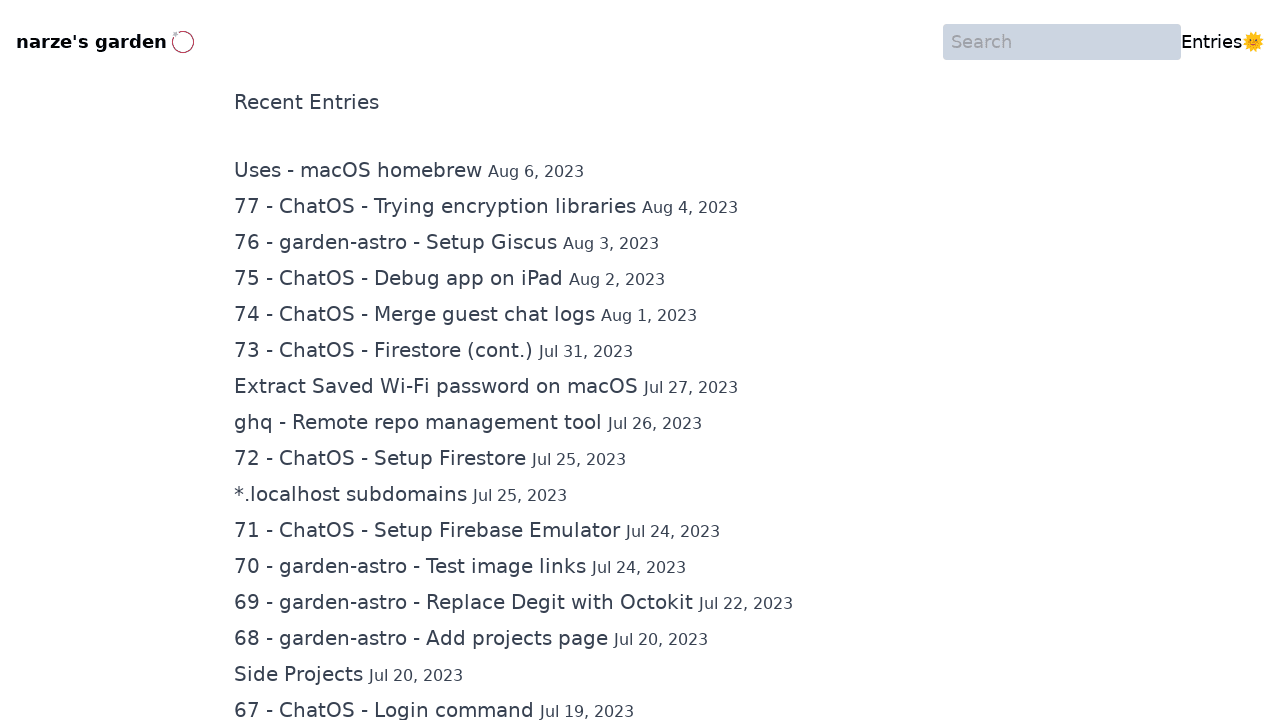 narze's garden
Search
Entries🌞
Recent Entries
Uses - macOS homebrew Aug 6, 2023
77 - ChatOS - Trying encryption libraries Aug 4, 2023
76 - garden-astro - Setup Giscus Aug 3, 2023
75 - ChatOS - Debug app on iPad Aug 2, 2023
74 - ChatOS - Merge guest chat logs Aug 1, 2023
73 - ChatOS - Firestore (cont.) Jul 31, 2023
Extract Saved Wi-Fi password on macOS Jul 27, 2023
ghq - Remote repo management tool Jul 26, 2023
72 - ChatOS - Setup Firestore Jul 25, 2023
*.localhost subdomains Jul 25, 2023
71 - ChatOS - Setup Firebase Emulator Jul 24, 2023
70 - garden-astro - Test image links Jul 24, 2023
69 - garden-astro - Replace Degit with Octokit Jul 22, 2023
68 - garden-astro - Add projects page Jul 20, 2023
Side Projects Jul 20, 2023
67 - ChatOS - Login command Jul 19, 2023